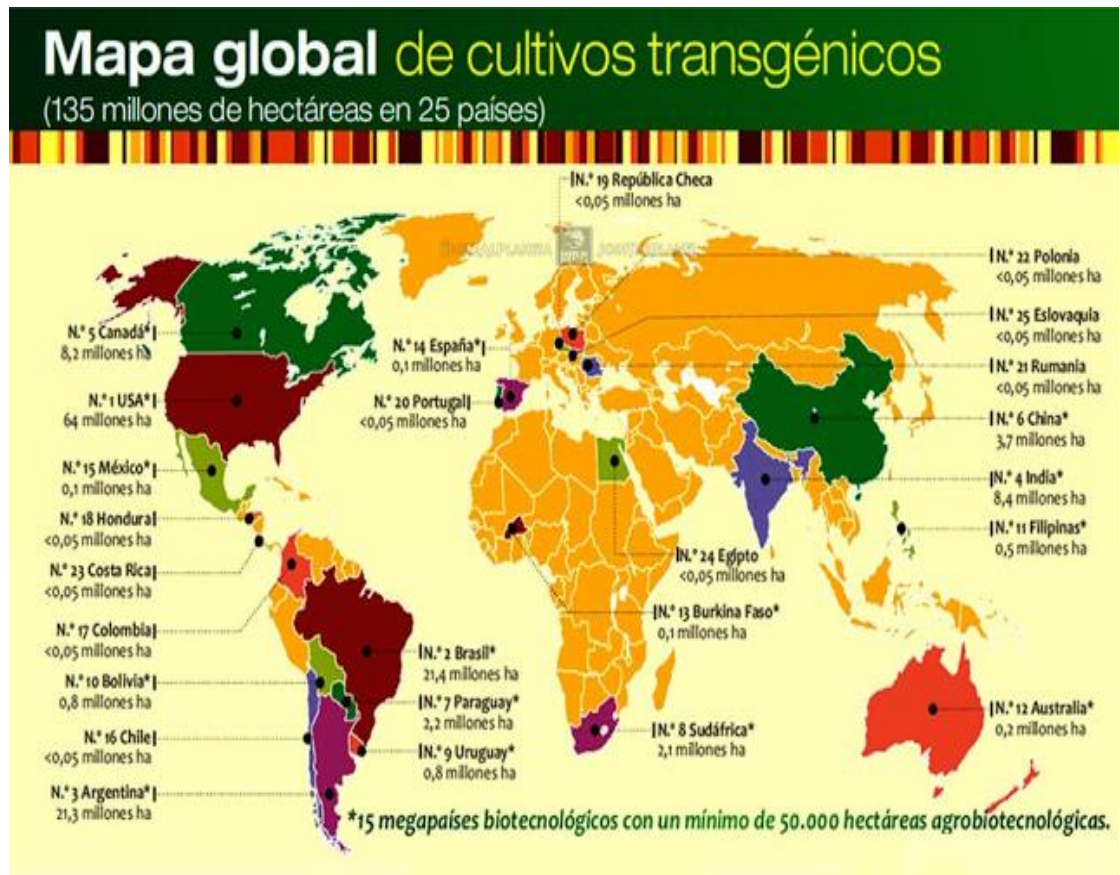 Mapa global de cultivos transgénicos
(135 millones de hectáreas en 25 países)
N.º 19 República Checa
<0,05 millones ha
N.º 22 Polonia
<0,05 millones ha
N.º 25 Eslovaquia
<0,05 millones ha
N.º 21 Rumania
<0,05 millones ha
N.º 5 Canadá*
8,2 millones ha
N.º 14 España*
0,1 millones ha
N.º 1 USA*
64 millones ha
N.º 20 Portugal
<0,05 millones ha
N.º 6 China*
3,7 millones ha
N.º 15 México*
0,1 millones ha
N.º 4 India*
8,4 millones ha
N.º 18 Hondura
<0,05 millones ha
N.º 11 Filipinas*
0,5 millones ha
N.º 23 Costa Rica
<0,05 millones ha
N.º 24 Egipto
<0,05 millones ha
N.º 13 Burkina Faso*
0,1 millones ha
N.º 17 Colombia
<0,05 millones ha
N.º 2 Brasil*
21,4 millones ha
N.º 10 Bolivia*
0,8 millones ha
N.º 7 Paraguay*
2,2 millones ha
N.º 8 Sudáfrica*
2,1 millones ha
N.º 12 Australia*
0,2 millones ha
N.º 16 Chile
<0,05 millones ha
N.º 9 Uruguay*
0,8 millones ha
N.º 3 Argentina*
21,3 millones ha
*15 megapaíses biotecnológicos con un mínimo de 50.000 hectáreas agrobiotecnológicas.